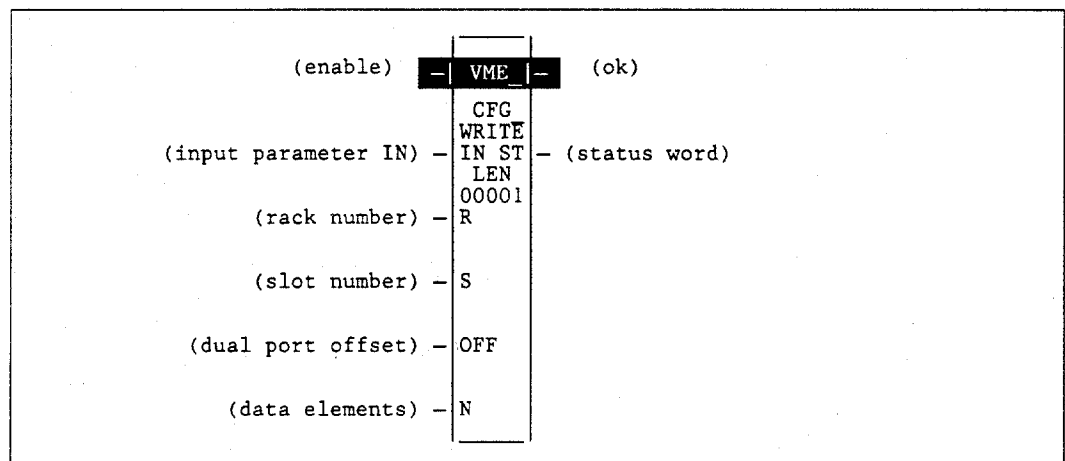 (enable) –| VME_ |– (ok)
CFG
WRITE
(input parameter IN) – IN ST – (status word)
LEN
00001
(rack number) – R
(slot number) – S
(dual port offset) – OFF
(data elements) – N